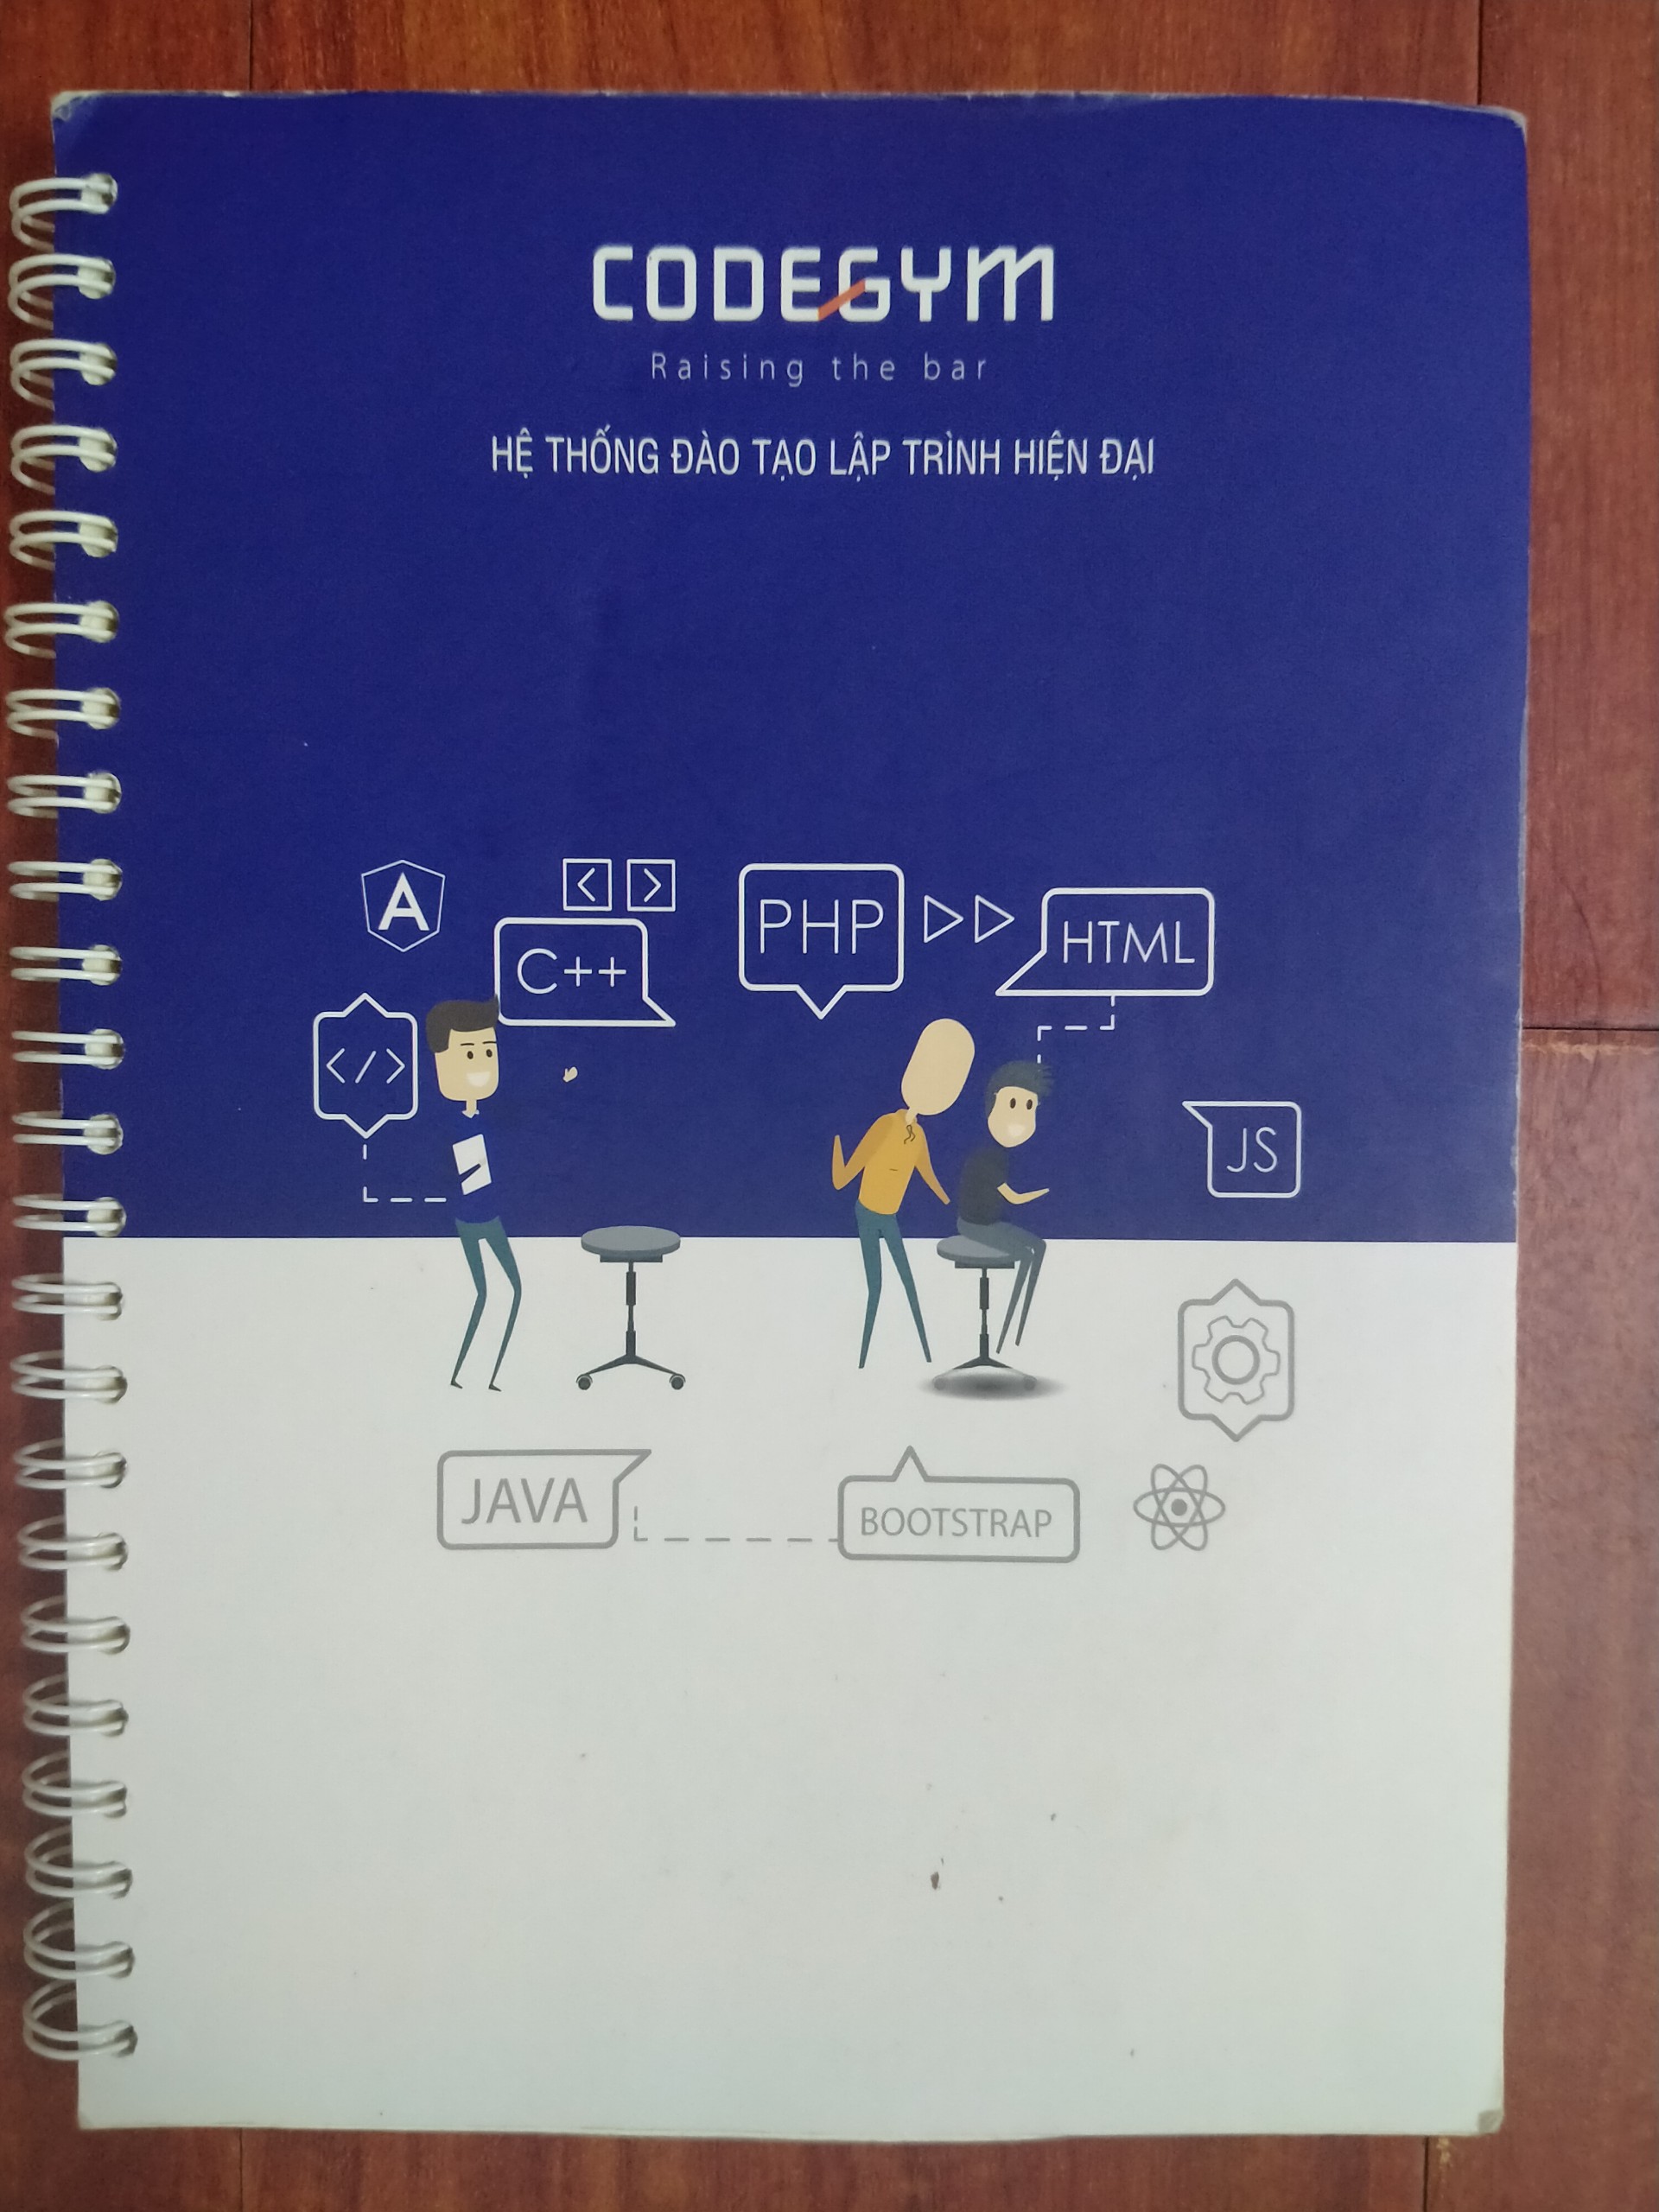 CODEGYM
Raising the bar
HỆ THỐNG ĐÀO TẠO LẬP TRÌNH HIỆN ĐẠI
A
< >
C++
PHP
HTML
</>
JS
JAVA
BOOTSTRAP